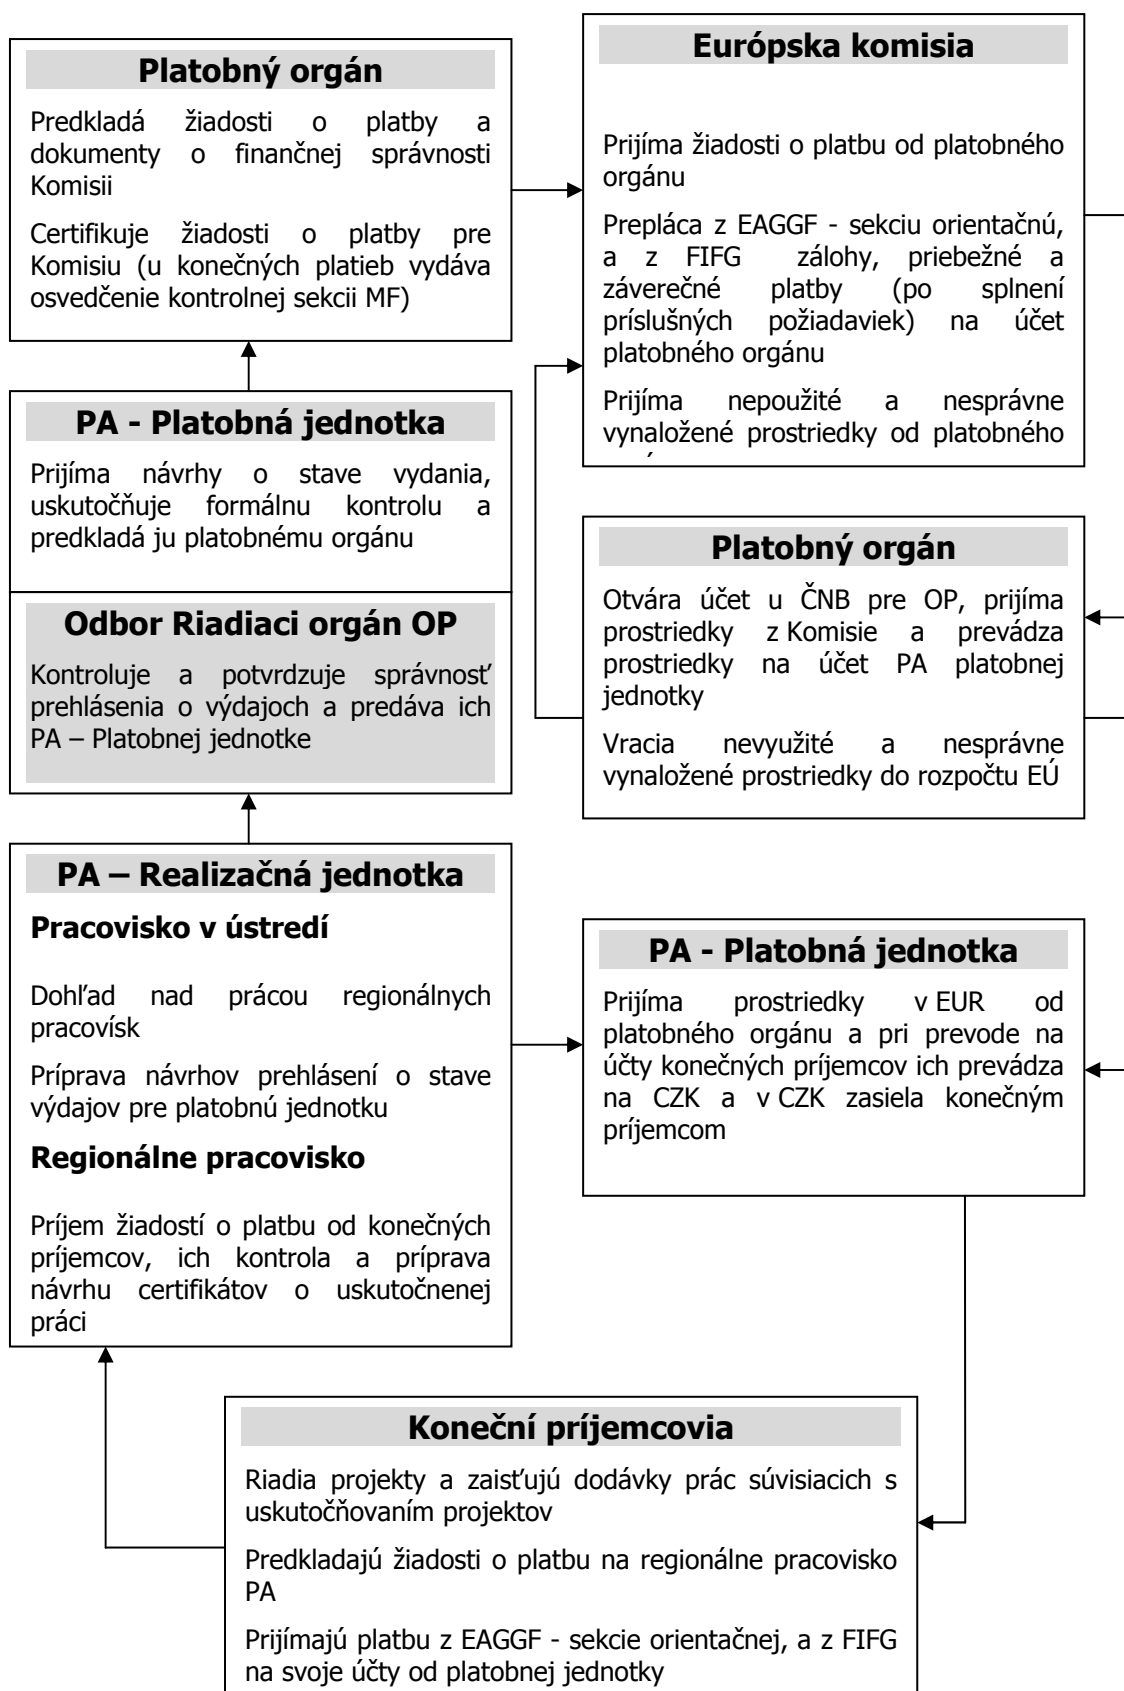 Platobný orgán
Predkladá žiadosti o platby a
dokumenty o finančnej správnosti
Komisii
Certifikuje žiadosti o platby pre
Komisiu (u konečných platieb vydáva
osvedčenie kontrolnej sekcii MF)
PA - Platobná jednotka
Prijíma návrhy o stave vydania,
uskutočňuje formálnu kontrolu a
predkladá ju platobnému orgánu
Odbor Riadiaci orgán OP
Kontroluje a potvrdzuje správnosť
prehlásenia o výdajoch a predáva ich
PA – Platobnej jednotke
PA – Realizačná jednotka
Pracovisko v ústredí
Dohľad nad prácou regionálnych
pracovísk
Príprava návrhov prehlásení o stave
výdajov pre platobnú jednotku
Regionálne pracovisko
Príjem žiadostí o platbu od konečných
príjemcov, ich kontrola a príprava
návrhu certifikátov o uskutočnenej
práci
Európska komisia
Prijíma žiadosti o platbu od platobného
orgánu
Prepláca z EAGGF - sekciu orientačnú,
a z FIFG zálohy, priebežné a
záverečné platby (po splnení
príslušných požiadaviek) na účet
platobného orgánu
Prijíma nepoužité a nesprávne
vynaložené prostriedky od platobného
Platobný orgán
Otvára účet u ČNB pre OP, prijíma
prostriedky z Komisie a prevádza
prostriedky na účet PA platobnej
jednotky
Vracia nevyužité a nesprávne
vynaložené prostriedky do rozpočtu EÚ
PA - Platobná jednotka
Prijíma prostriedky v EUR od
platobného orgánu a pri prevode na
účty konečných príjemcov ich prevádza
na CZK a v CZK zasiela konečným
príjemcom
Koneční príjemcovia
Riadia projekty a zaisťujú dodávky prác súvisiacich s
uskutočňovaním projektov
Predkladajú žiadosti o platbu na regionálne pracovisko
PA
Prijímajú platbu z EAGGF - sekcie orientačnej, a z FIFG
na svoje účty od platobnej jednotky